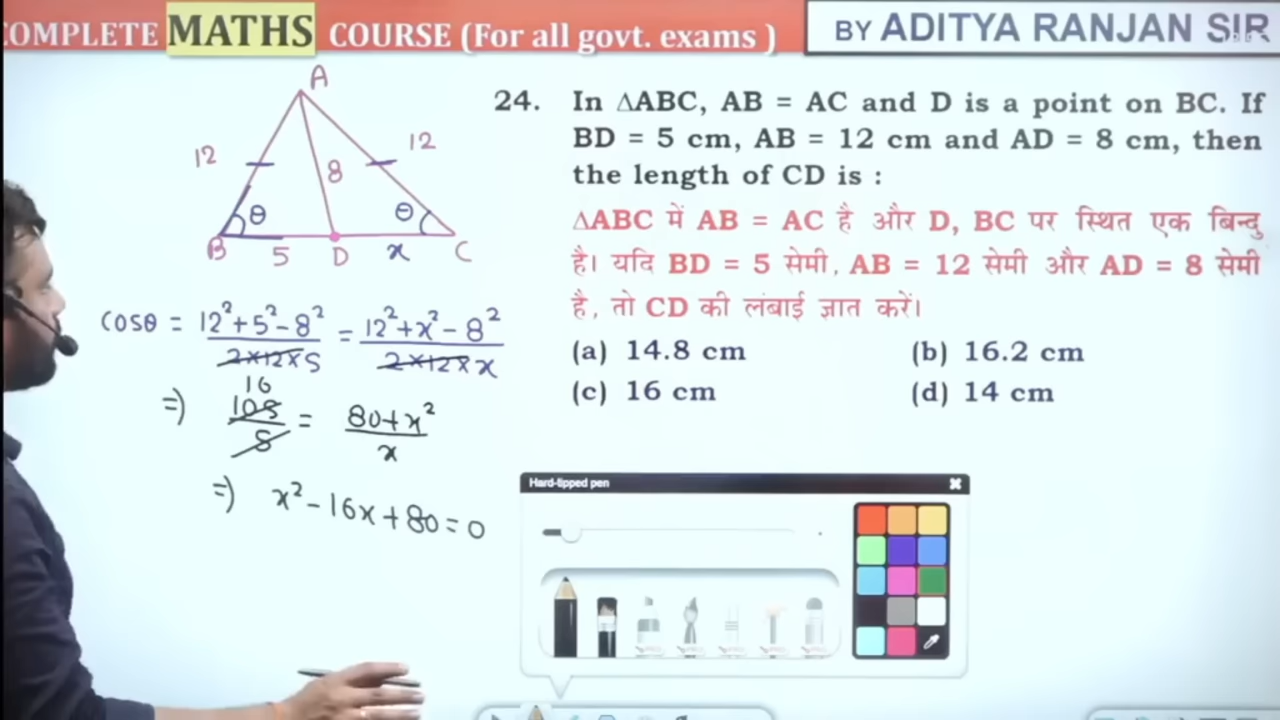 COMPLETE MATHS COURSE (For all govt. exams )
BY ADITYA RANJAN SIR
A
12
12
8
θ
θ
B
5
D
x
C
cosθ = 12²+5²-8² / 2×12×5 = 12²+x²-8² / 2×12×x
16
=) 105 / 5 = 80+x² / x
=) x²-16x+80=0
24. In ∆ABC, AB = AC and D is a point on BC. If
BD = 5 cm, AB = 12 cm and AD = 8 cm, then
the length of CD is :
∆ABC में AB = AC है और D, BC पर स्थित एक बिन्दु
है। यदि BD = 5 सेमी, AB = 12 सेमी और AD = 8 सेमी
है, तो CD की लंबाई ज्ञात करें।
(a) 14.8 cm (b) 16.2 cm
(c) 16 cm (d) 14 cm
Hard-tipped pen